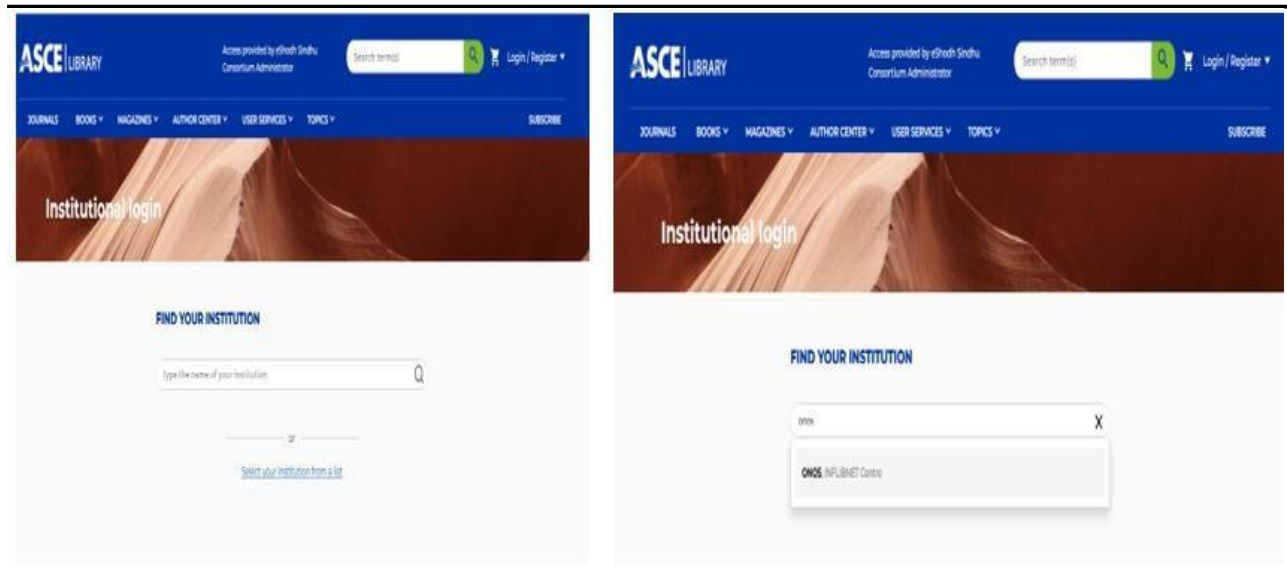 ASCE LIBRARY
Access provided by eShodh Sindhu
Consortium Administrator
Search term(s)
Login / Register
JOURNALS BOOKS MAGAZINES AUTHOR CENTER USER SERVICES TOPICS SUBSCRIBE
Institutional login
FIND YOUR INSTITUTION
Type the name of your institution
or
Select your institution from a list
ASCE LIBRARY
Access provided by eShodh Sindhu
Consortium Administrator
Search term(s)
Login / Register
JOURNALS BOOKS MAGAZINES AUTHOR CENTER USER SERVICES TOPICS SUBSCRIBE
Institutional login
FIND YOUR INSTITUTION
onos X
ONOS, INFLIBNET Centre